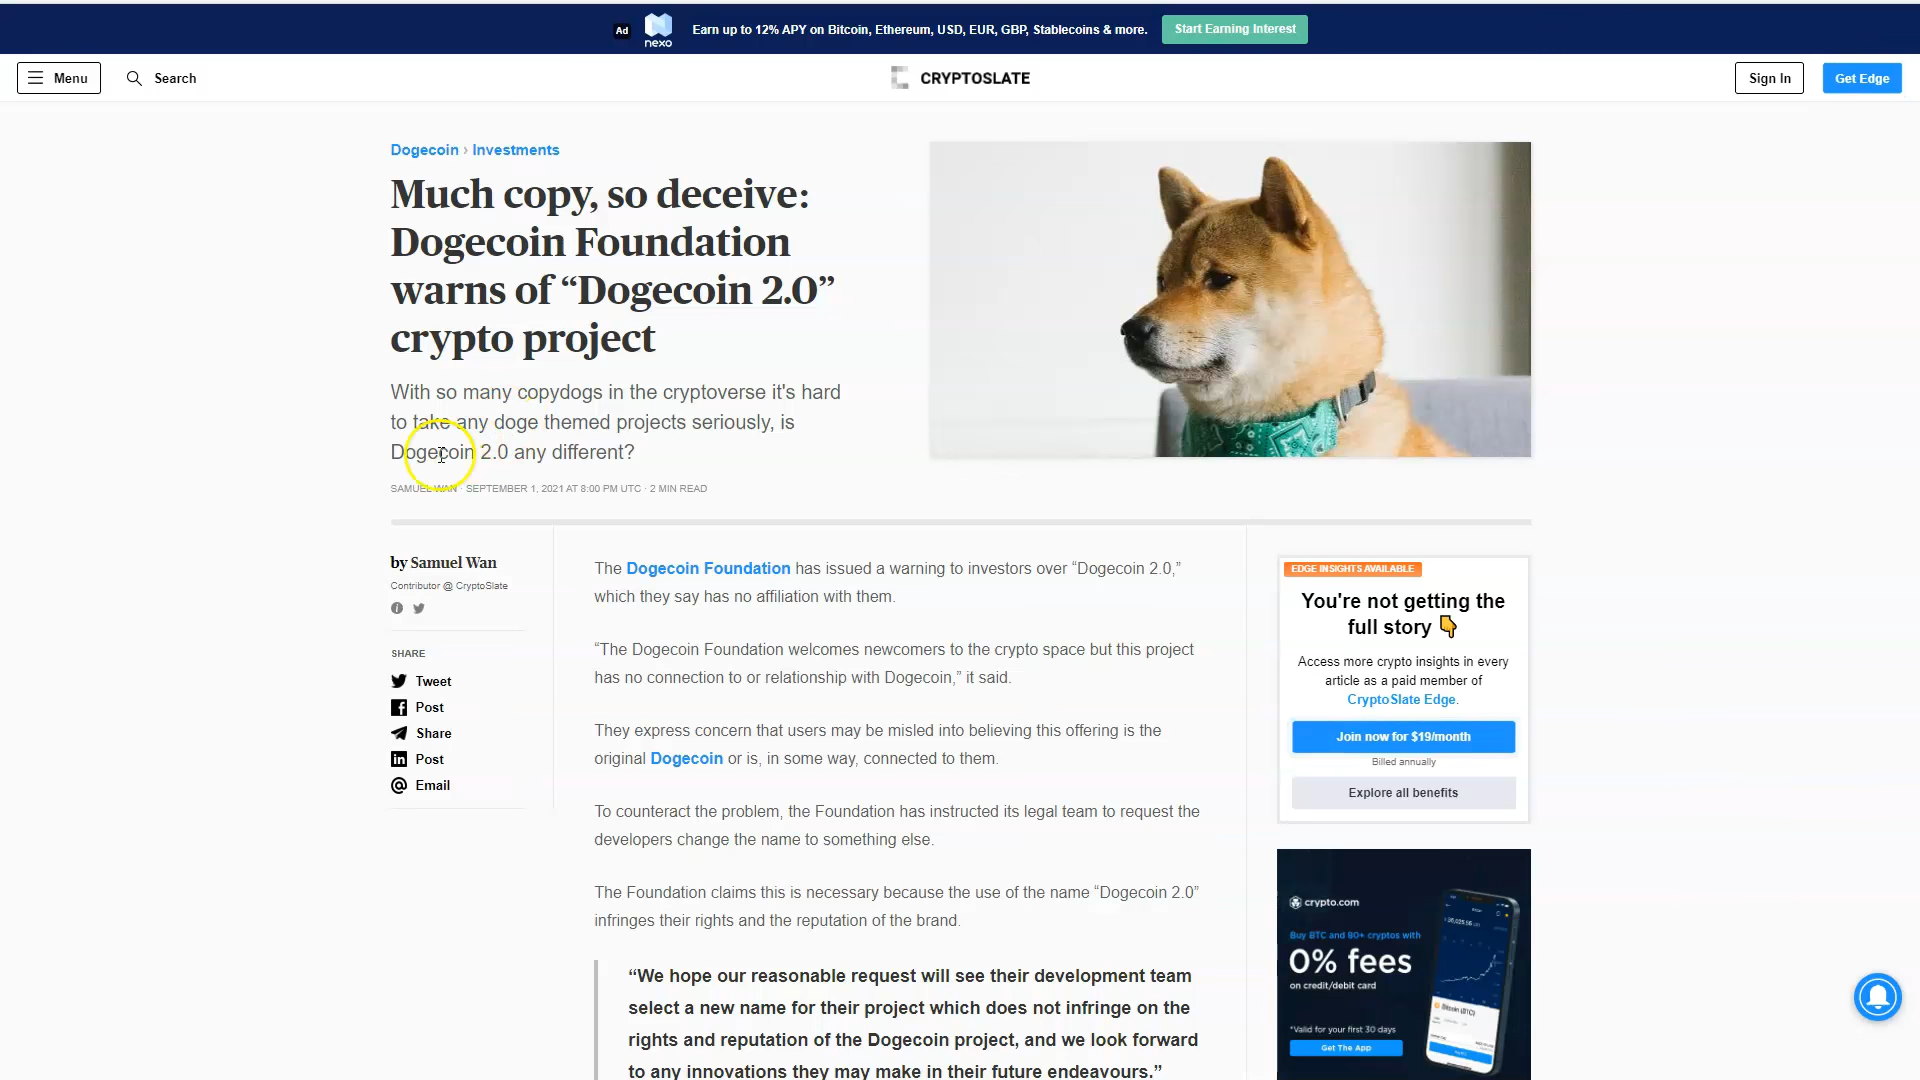 Ad
nexo
Earn up to 12% APY on Bitcoin, Ethereum, USD, EUR, GBP, Stablecoins & more.
Start Earning Interest
Menu
Search
CRYPTOSLATE
Sign In
Get Edge
Dogecoin › Investments
Much copy, so deceive:
Dogecoin Foundation
warns of “Dogecoin 2.0”
crypto project
With so many copydogs in the cryptoverse it's hard
to take any doge themed projects seriously, is
Dogecoin 2.0 any different?
SAMUEL WAN · SEPTEMBER 1, 2021 AT 8:00 PM UTC · 2 MIN READ
by Samuel Wan
Contributor @ CryptoSlate
SHARE
Tweet
Post
Share
Post
Email
The Dogecoin Foundation has issued a warning to investors over “Dogecoin 2.0,”
which they say has no affiliation with them.
“The Dogecoin Foundation welcomes newcomers to the crypto space but this project
has no connection to or relationship with Dogecoin,” it said.
They express concern that users may be misled into believing this offering is the
original Dogecoin or is, in some way, connected to them.
To counteract the problem, the Foundation has instructed its legal team to request the
developers change the name to something else.
The Foundation claims this is necessary because the use of the name “Dogecoin 2.0”
infringes their rights and the reputation of the brand.
“We hope our reasonable request will see their development team
select a new name for their project which does not infringe on the
rights and reputation of the Dogecoin project, and we look forward
to any innovations they may make in their future endeavours.”
EDGE INSIGHTS AVAILABLE
You're not getting the
full story 👇
Access more crypto insights in every
article as a paid member of
CryptoSlate Edge.
Join now for $19/month
Billed annually
Explore all benefits
crypto.com
Buy BTC and 80+ cryptos with
0% fees
on credit/debit card
*Valid for your first 30 days
Get The App